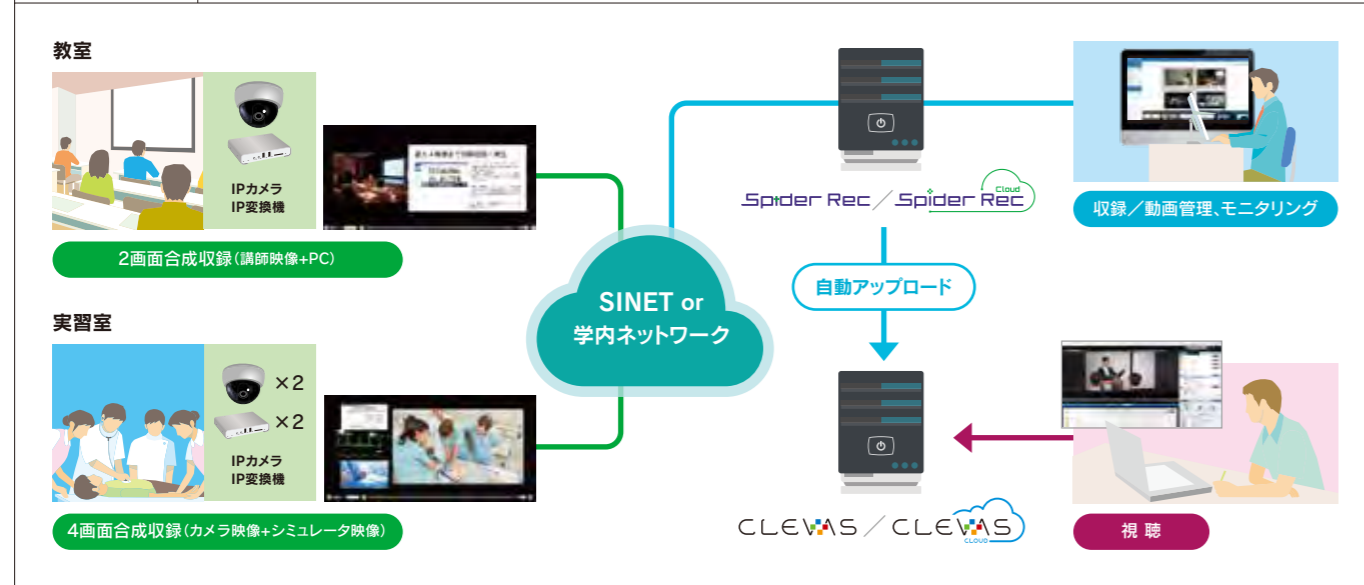 教室
IPカメラ
IP変換機
2画面合成収録(講師映像+PC)
実習室
×2
×2
IPカメラ
IP変換機
4画面合成収録(カメラ映像+シミュレータ映像)
SINET or
学内ネットワーク
Spider Rec／Spider Rec Cloud
収録／動画管理、モニタリング
自動アップロード
CLEVAS／CLEVAS CLOUD
視 聴